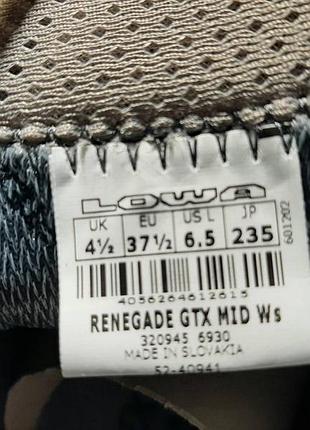 LOWA
UK EU US L JP
4½ 37½ 6.5 235
601202
4056264612615
RENEGADE GTX MID Ws
320945 6930
MADE IN SLOVAKIA
52-40941